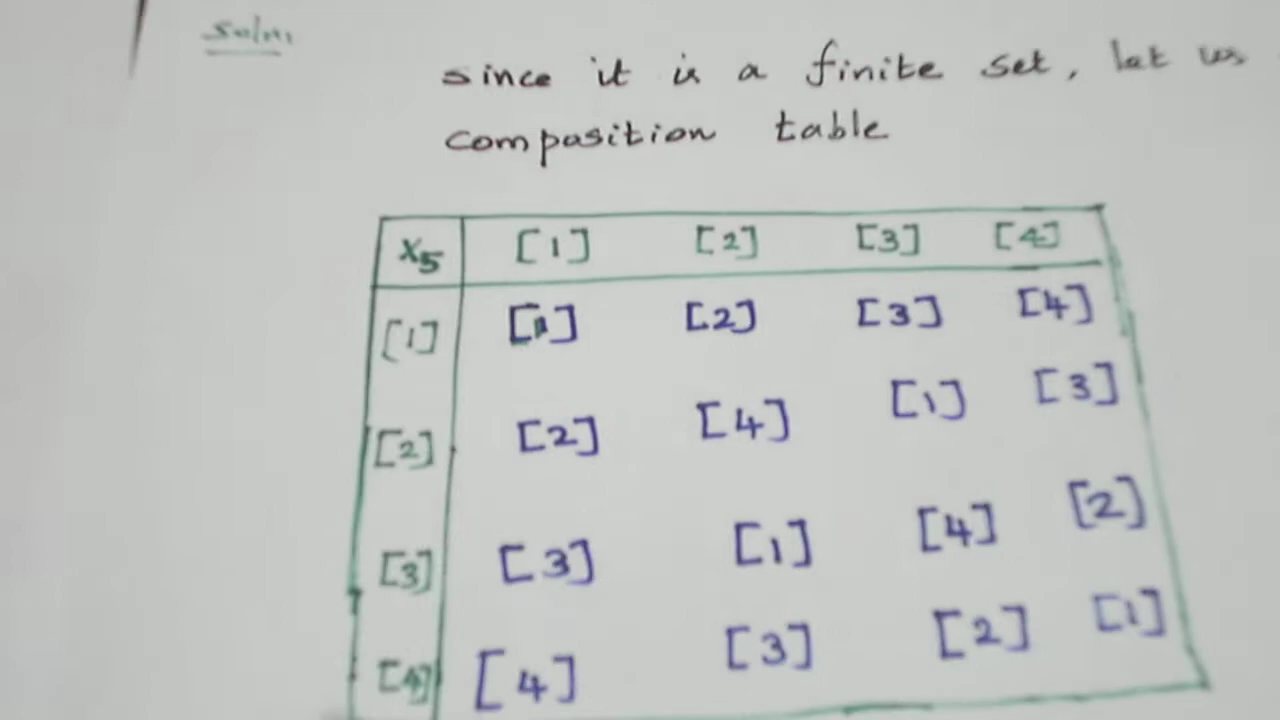 Soln:
since it is a finite set, let us
composition table
X5 [1] [2] [3] [4]
[1] [1] [2] [3] [4]
[2] [2] [4] [1] [3]
[3] [3] [1] [4] [2]
[4] [4] [3] [2] [1]